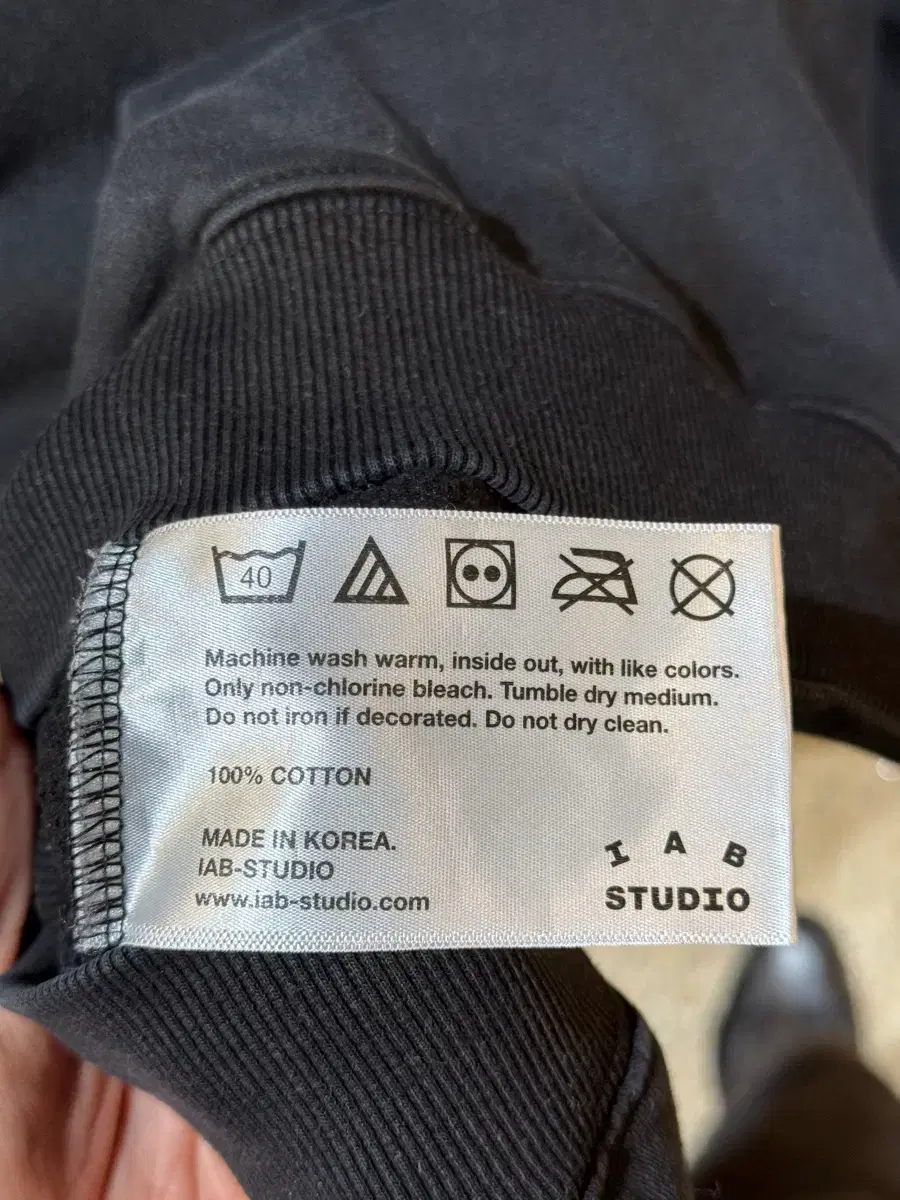 40
Machine wash warm, inside out, with like colors.
Only non-chlorine bleach. Tumble dry medium.
Do not iron if decorated. Do not dry clean.
100% COTTON
MADE IN KOREA.
IAB-STUDIO
www.iab-studio.com
I A B
STUDIO